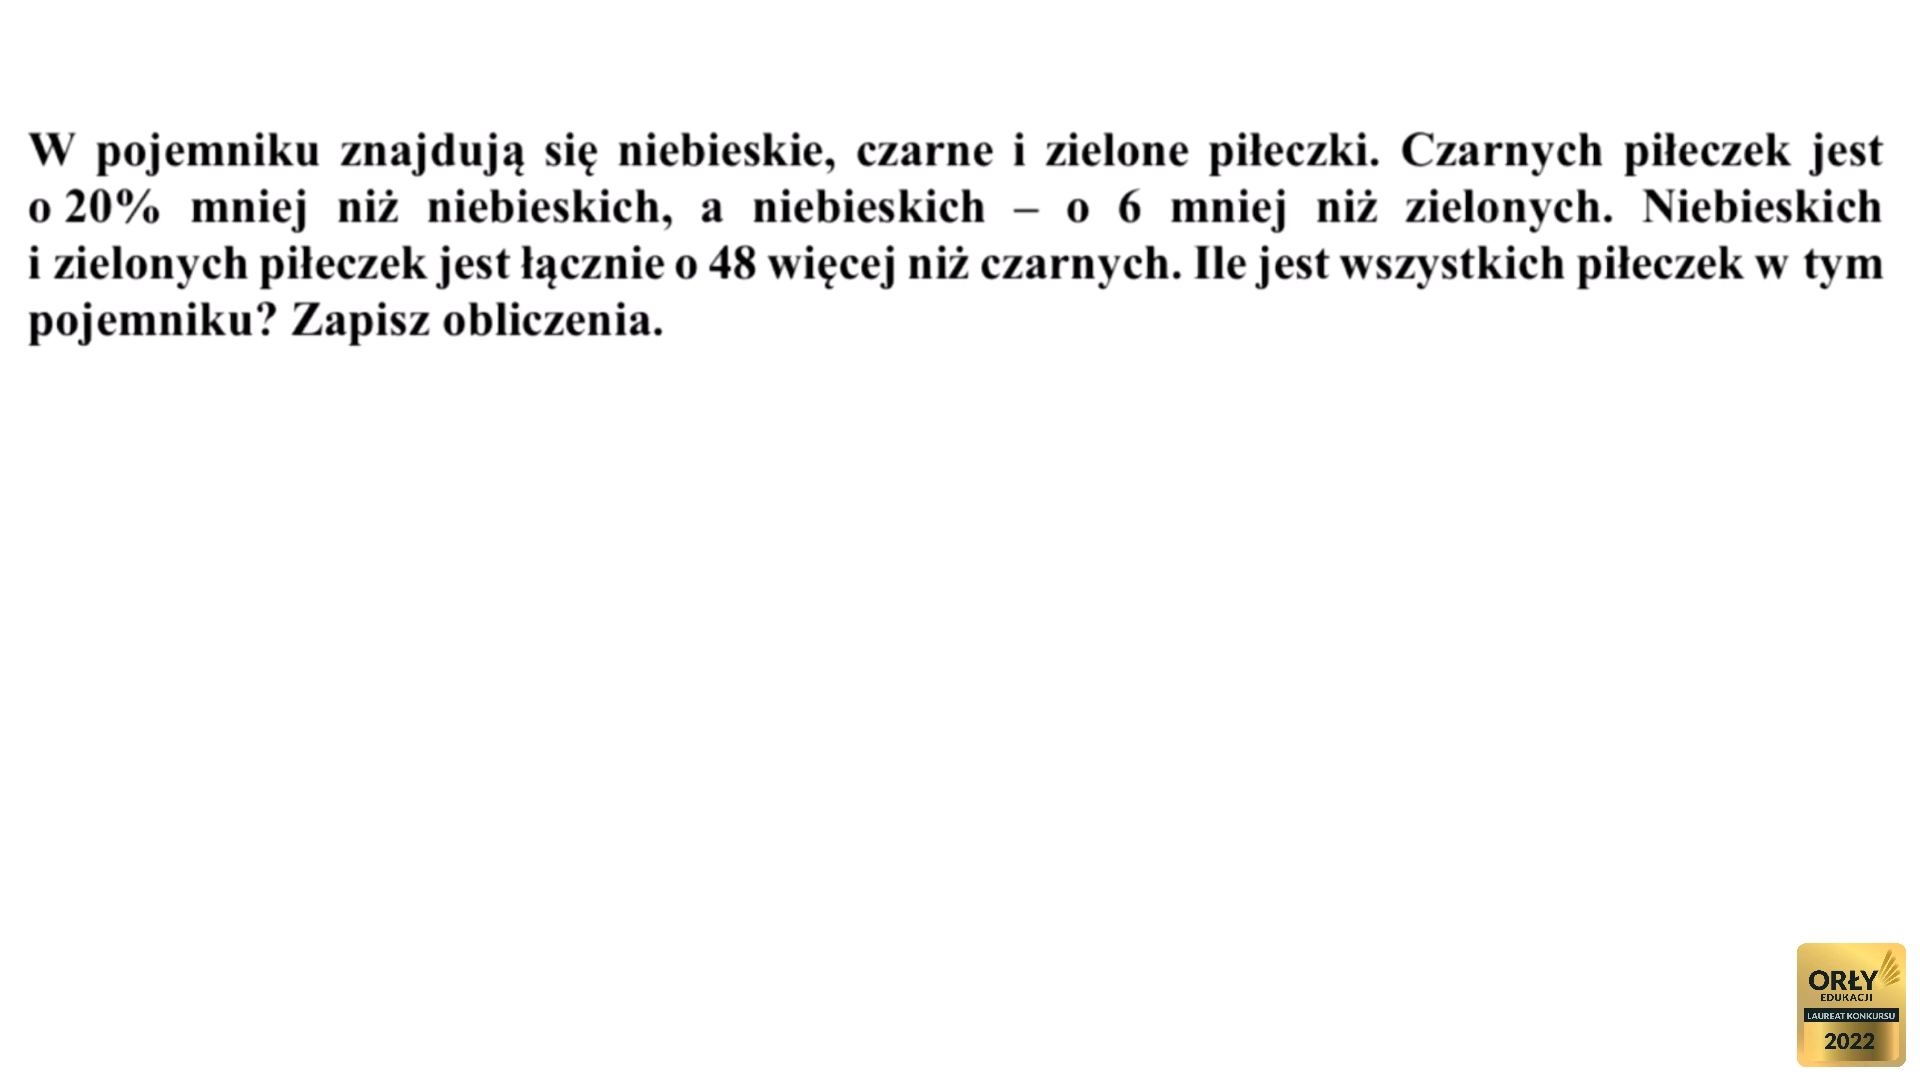 W pojemniku znajdują się niebieskie, czarne i zielone piłeczki. Czarnych piłeczek jest
o 20% mniej niż niebieskich, a niebieskich – o 6 mniej niż zielonych. Niebieskich
i zielonych piłeczek jest łącznie o 48 więcej niż czarnych. Ile jest wszystkich piłeczek w tym
pojemniku? Zapisz obliczenia.
ORŁY
EDUKACJI
LAUREAT KONKURSU
2022